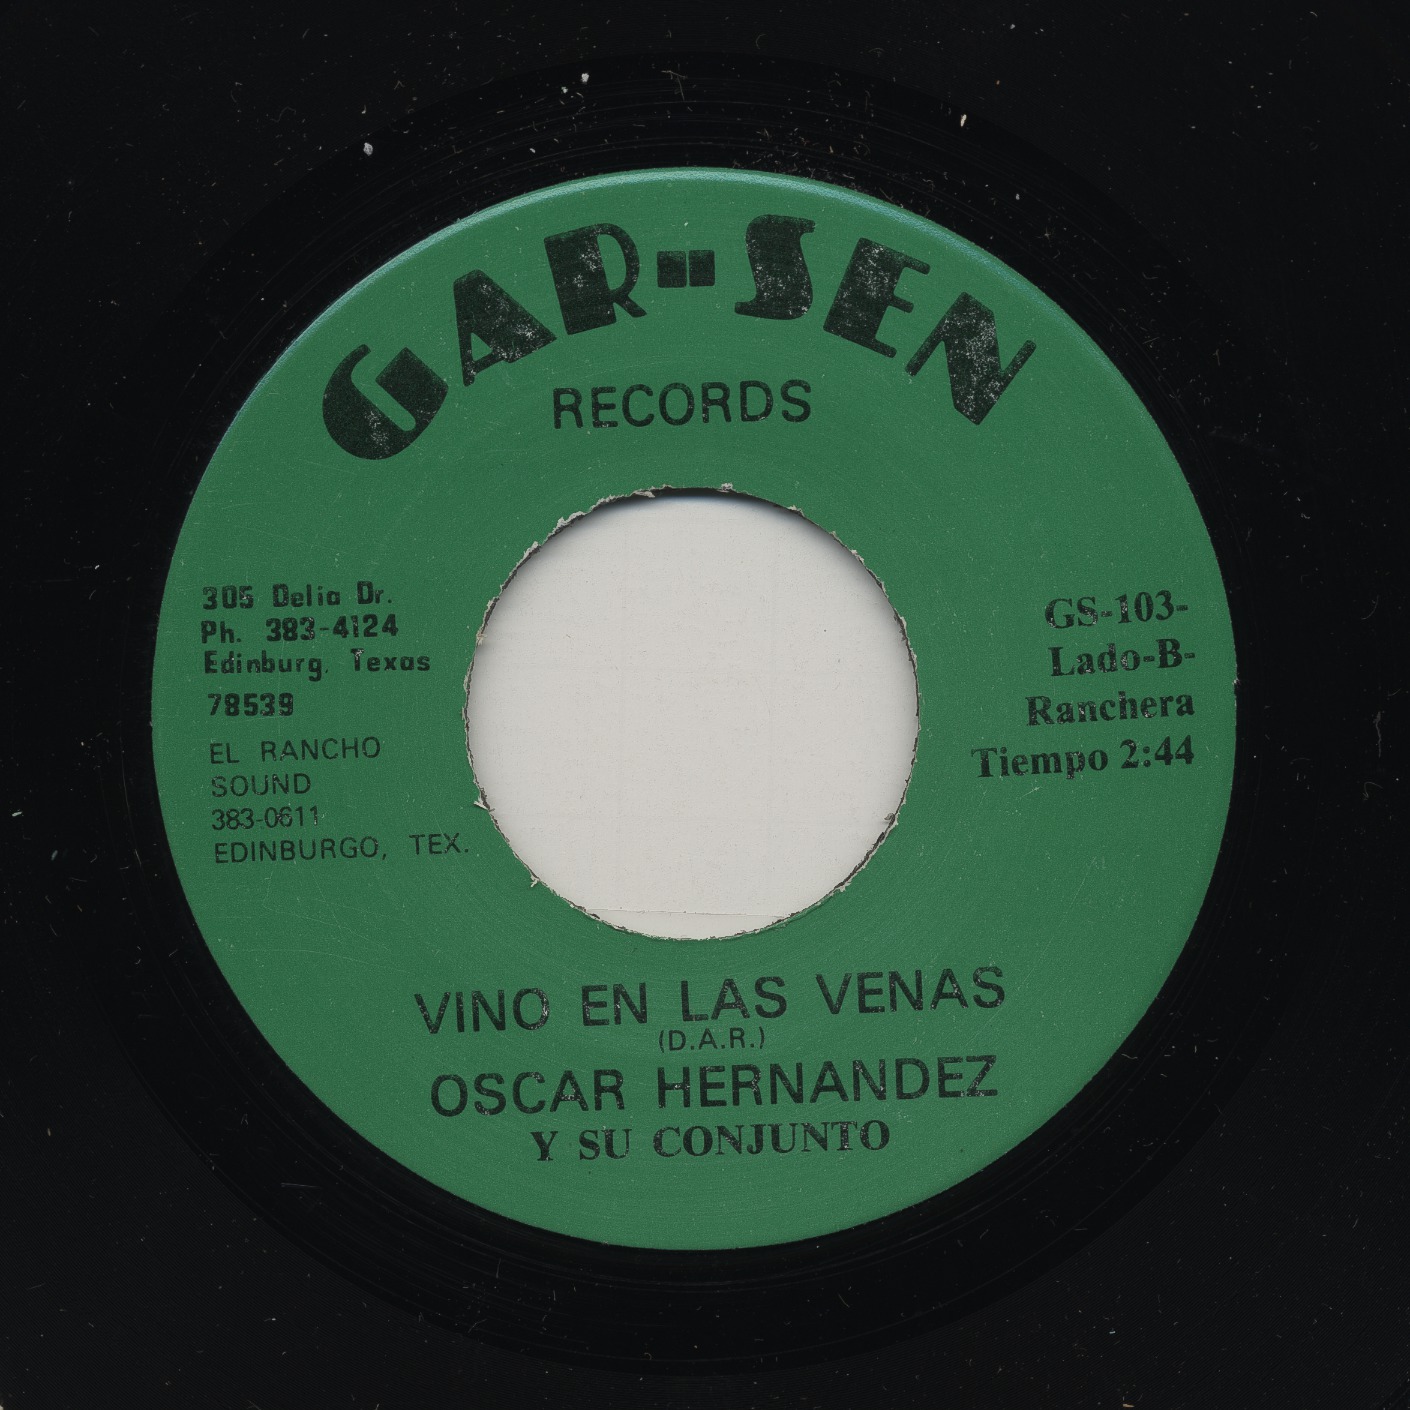 GAR-SEN
RECORDS
305 Delia Dr.
Ph. 383-4124
Edinburg, Texas
78539
EL RANCHO
SOUND
383-0611
EDINBURGO, TEX.
GS-103-
Lado-B-
Ranchera
Tiempo 2:44
VINO EN LAS VENAS
(D.A.R.)
OSCAR HERNANDEZ
Y SU CONJUNTO